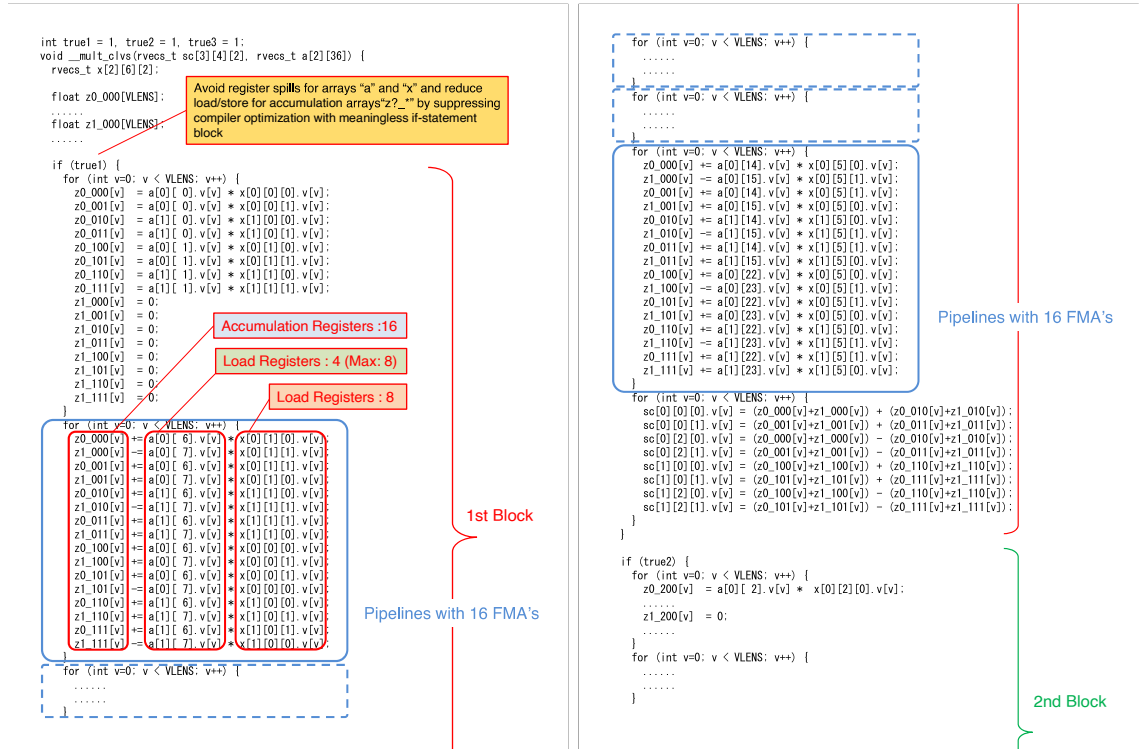 int true1 = 1, true2 = 1, true3 = 1;
void __mult_clvs(rvecs_t sc[3][4][2], rvecs_t a[2][36]) {
rvecs_t x[2][6][2];
Avoid register spills for arrays “a” and “x” and reduce
load/store for accumulation arrays“z?_*” by suppressing
compiler optimization with meaningless if-statement
block
float z0_000[VLENS];
......
float z1_000[VLENS];
......
if (true1) {
for (int v=0; v < VLENS; v++) {
z0_000[v] = a[0][ 0].v[v] * x[0][0][0].v[v];
z0_001[v] = a[0][ 0].v[v] * x[0][0][1].v[v];
z0_010[v] = a[1][ 0].v[v] * x[1][0][0].v[v];
z0_011[v] = a[1][ 0].v[v] * x[1][0][1].v[v];
z0_100[v] = a[0][ 1].v[v] * x[0][1][0].v[v];
z0_101[v] = a[0][ 1].v[v] * x[0][1][1].v[v];
z0_110[v] = a[1][ 1].v[v] * x[1][1][0].v[v];
z0_111[v] = a[1][ 1].v[v] * x[1][1][1].v[v];
z1_000[v] = 0;
z1_001[v] = 0;
z1_010[v] = 0;
z1_011[v] = 0;
z1_100[v] = 0;
z1_101[v] = 0;
z1_110[v] = 0;
z1_111[v] = 0;
}
Accumulation Registers :16
Load Registers : 4 (Max: 8)
Load Registers : 8
for (int v=0; v < VLENS; v++) {
z0_000[v] += a[0][ 6].v[v] * x[0][1][0].v[v];
z1_000[v] -= a[0][ 7].v[v] * x[0][1][1].v[v];
z0_001[v] += a[0][ 6].v[v] * x[0][1][1].v[v];
z1_001[v] += a[0][ 7].v[v] * x[0][1][0].v[v];
z0_010[v] += a[1][ 6].v[v] * x[1][1][0].v[v];
z1_010[v] -= a[1][ 7].v[v] * x[1][1][1].v[v];
z0_011[v] += a[1][ 6].v[v] * x[1][1][1].v[v];
z1_011[v] += a[1][ 7].v[v] * x[1][1][0].v[v];
z0_100[v] += a[0][ 6].v[v] * x[0][0][0].v[v];
z1_100[v] += a[0][ 7].v[v] * x[0][0][1].v[v];
z0_101[v] += a[0][ 6].v[v] * x[0][0][1].v[v];
z1_101[v] -= a[0][ 7].v[v] * x[0][0][0].v[v];
z0_110[v] += a[1][ 6].v[v] * x[1][0][0].v[v];
z1_110[v] += a[1][ 7].v[v] * x[1][0][1].v[v];
z0_111[v] += a[1][ 6].v[v] * x[1][0][1].v[v];
z1_111[v] -= a[1][ 7].v[v] * x[1][0][0].v[v];
}
1st Block
Pipelines with 16 FMA’s
for (int v=0; v < VLENS; v++) {
......
......
}
for (int v=0; v < VLENS; v++) {
......
......
}
for (int v=0; v < VLENS; v++) {
......
......
}
for (int v=0; v < VLENS; v++) {
z0_000[v] += a[0][14].v[v] * x[0][5][0].v[v];
z1_000[v] -= a[0][15].v[v] * x[0][5][1].v[v];
z0_001[v] += a[0][14].v[v] * x[0][5][1].v[v];
z1_001[v] += a[0][15].v[v] * x[0][5][0].v[v];
z0_010[v] += a[1][14].v[v] * x[1][5][0].v[v];
z1_010[v] -= a[1][15].v[v] * x[1][5][1].v[v];
z0_011[v] += a[1][14].v[v] * x[1][5][1].v[v];
z1_011[v] += a[1][15].v[v] * x[1][5][0].v[v];
z0_100[v] += a[0][22].v[v] * x[0][5][0].v[v];
z1_100[v] -= a[0][23].v[v] * x[0][5][1].v[v];
z0_101[v] += a[0][22].v[v] * x[0][5][1].v[v];
z1_101[v] += a[0][23].v[v] * x[0][5][0].v[v];
z0_110[v] += a[1][22].v[v] * x[1][5][0].v[v];
z1_110[v] -= a[1][23].v[v] * x[1][5][1].v[v];
z0_111[v] += a[1][22].v[v] * x[1][5][1].v[v];
z1_111[v] += a[1][23].v[v] * x[1][5][0].v[v];
}
Pipelines with 16 FMA’s
for (int v=0; v < VLENS; v++) {
sc[0][0][0].v[v] = (z0_000[v]+z1_000[v]) + (z0_010[v]+z1_010[v]);
sc[0][0][1].v[v] = (z0_001[v]+z1_001[v]) + (z0_011[v]+z1_011[v]);
sc[0][2][0].v[v] = (z0_000[v]+z1_000[v]) - (z0_010[v]+z1_010[v]);
sc[0][2][1].v[v] = (z0_001[v]+z1_001[v]) - (z0_011[v]+z1_011[v]);
sc[1][0][0].v[v] = (z0_100[v]+z1_100[v]) + (z0_110[v]+z1_110[v]);
sc[1][0][1].v[v] = (z0_101[v]+z1_101[v]) + (z0_111[v]+z1_111[v]);
sc[1][2][0].v[v] = (z0_100[v]+z1_100[v]) - (z0_110[v]+z1_110[v]);
sc[1][2][1].v[v] = (z0_101[v]+z1_101[v]) - (z0_111[v]+z1_111[v]);
}
}
if (true2) {
for (int v=0; v < VLENS; v++) {
z0_200[v] = a[0][ 2].v[v] * x[0][2][0].v[v];
......
z1_200[v] = 0;
......
}
for (int v=0; v < VLENS; v++) {
......
......
}
2nd Block